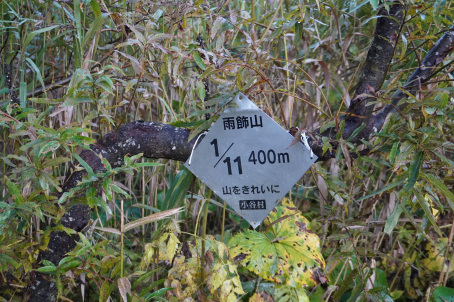 雨飾山
1/11 400m
山をきれいに
小谷村